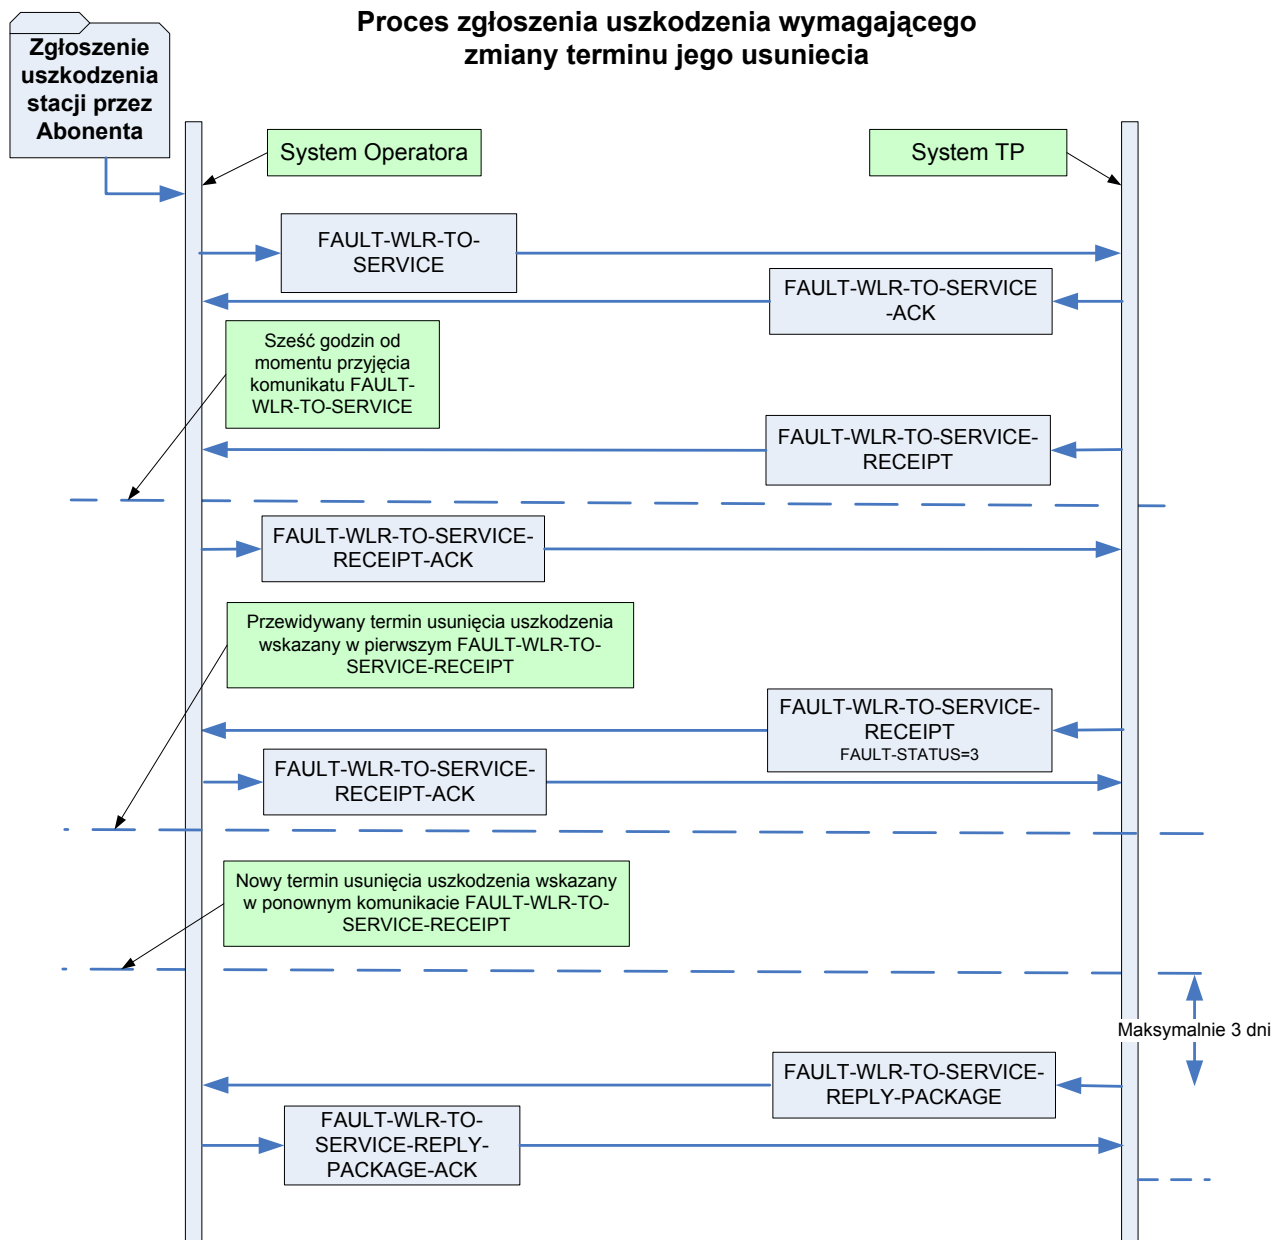 Proces zgłoszenia uszkodzenia wymagającego
zmiany terminu jego usuniecia
Zgłoszenie
uszkodzenia
stacji przez
Abonenta
System Operatora
System TP
FAULT-WLR-TO-
SERVICE
FAULT-WLR-TO-SERVICE
-ACK
Sześć godzin od
momentu przyjęcia
komunikatu FAULT-
WLR-TO-SERVICE
FAULT-WLR-TO-SERVICE-
RECEIPT
FAULT-WLR-TO-SERVICE-
RECEIPT-ACK
Przewidywany termin usunięcia uszkodzenia
wskazany w pierwszym FAULT-WLR-TO-
SERVICE-RECEIPT
FAULT-WLR-TO-SERVICE-
RECEIPT
FAULT-STATUS=3
FAULT-WLR-TO-SERVICE-
RECEIPT-ACK
Nowy termin usunięcia uszkodzenia wskazany
w ponownym komunikacie FAULT-WLR-TO-
SERVICE-RECEIPT
Maksymalnie 3 dni
FAULT-WLR-TO-SERVICE-
REPLY-PACKAGE
FAULT-WLR-TO-
SERVICE-REPLY-
PACKAGE-ACK